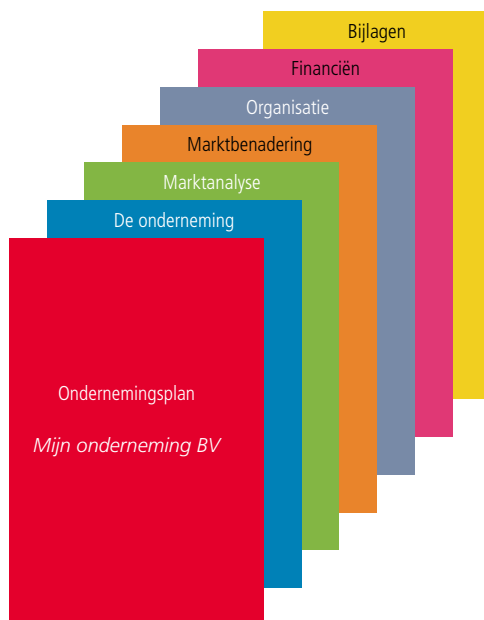 Bijlagen
Financiën
Organisatie
Marktbenadering
Marktanalyse
De onderneming
Ondernemingsplan
Mijn onderneming BV